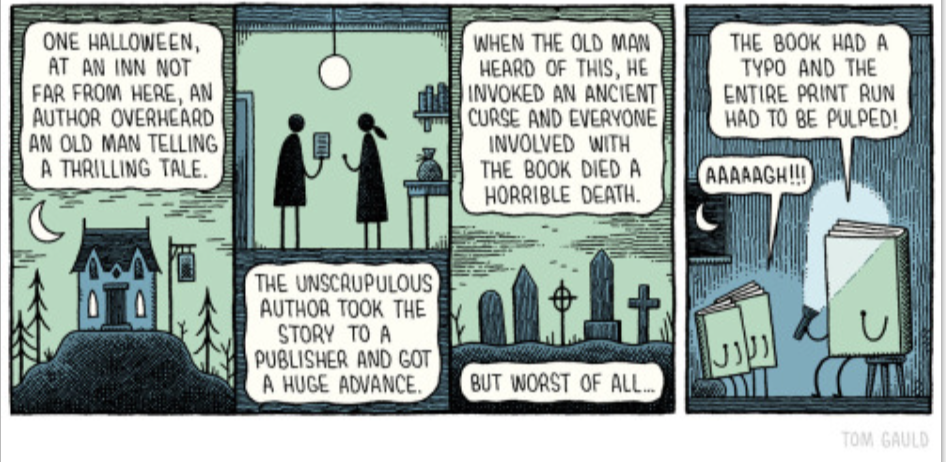 ONE HALLOWEEN,
AT AN INN NOT
FAR FROM HERE, AN
AUTHOR OVERHEARD
AN OLD MAN TELLING
A THRILLING TALE.
THE UNSCRUPULOUS
AUTHOR TOOK THE
STORY TO A
PUBLISHER AND GOT
A HUGE ADVANCE.
WHEN THE OLD MAN
HEARD OF THIS, HE
INVOKED AN ANCIENT
CURSE AND EVERYONE
INVOLVED WITH
THE BOOK DIED A
HORRIBLE DEATH.
BUT WORST OF ALL...
THE BOOK HAD A
TYPO AND THE
ENTIRE PRINT RUN
HAD TO BE PULPED!
AAAAAGH!!!
TOM GAULD